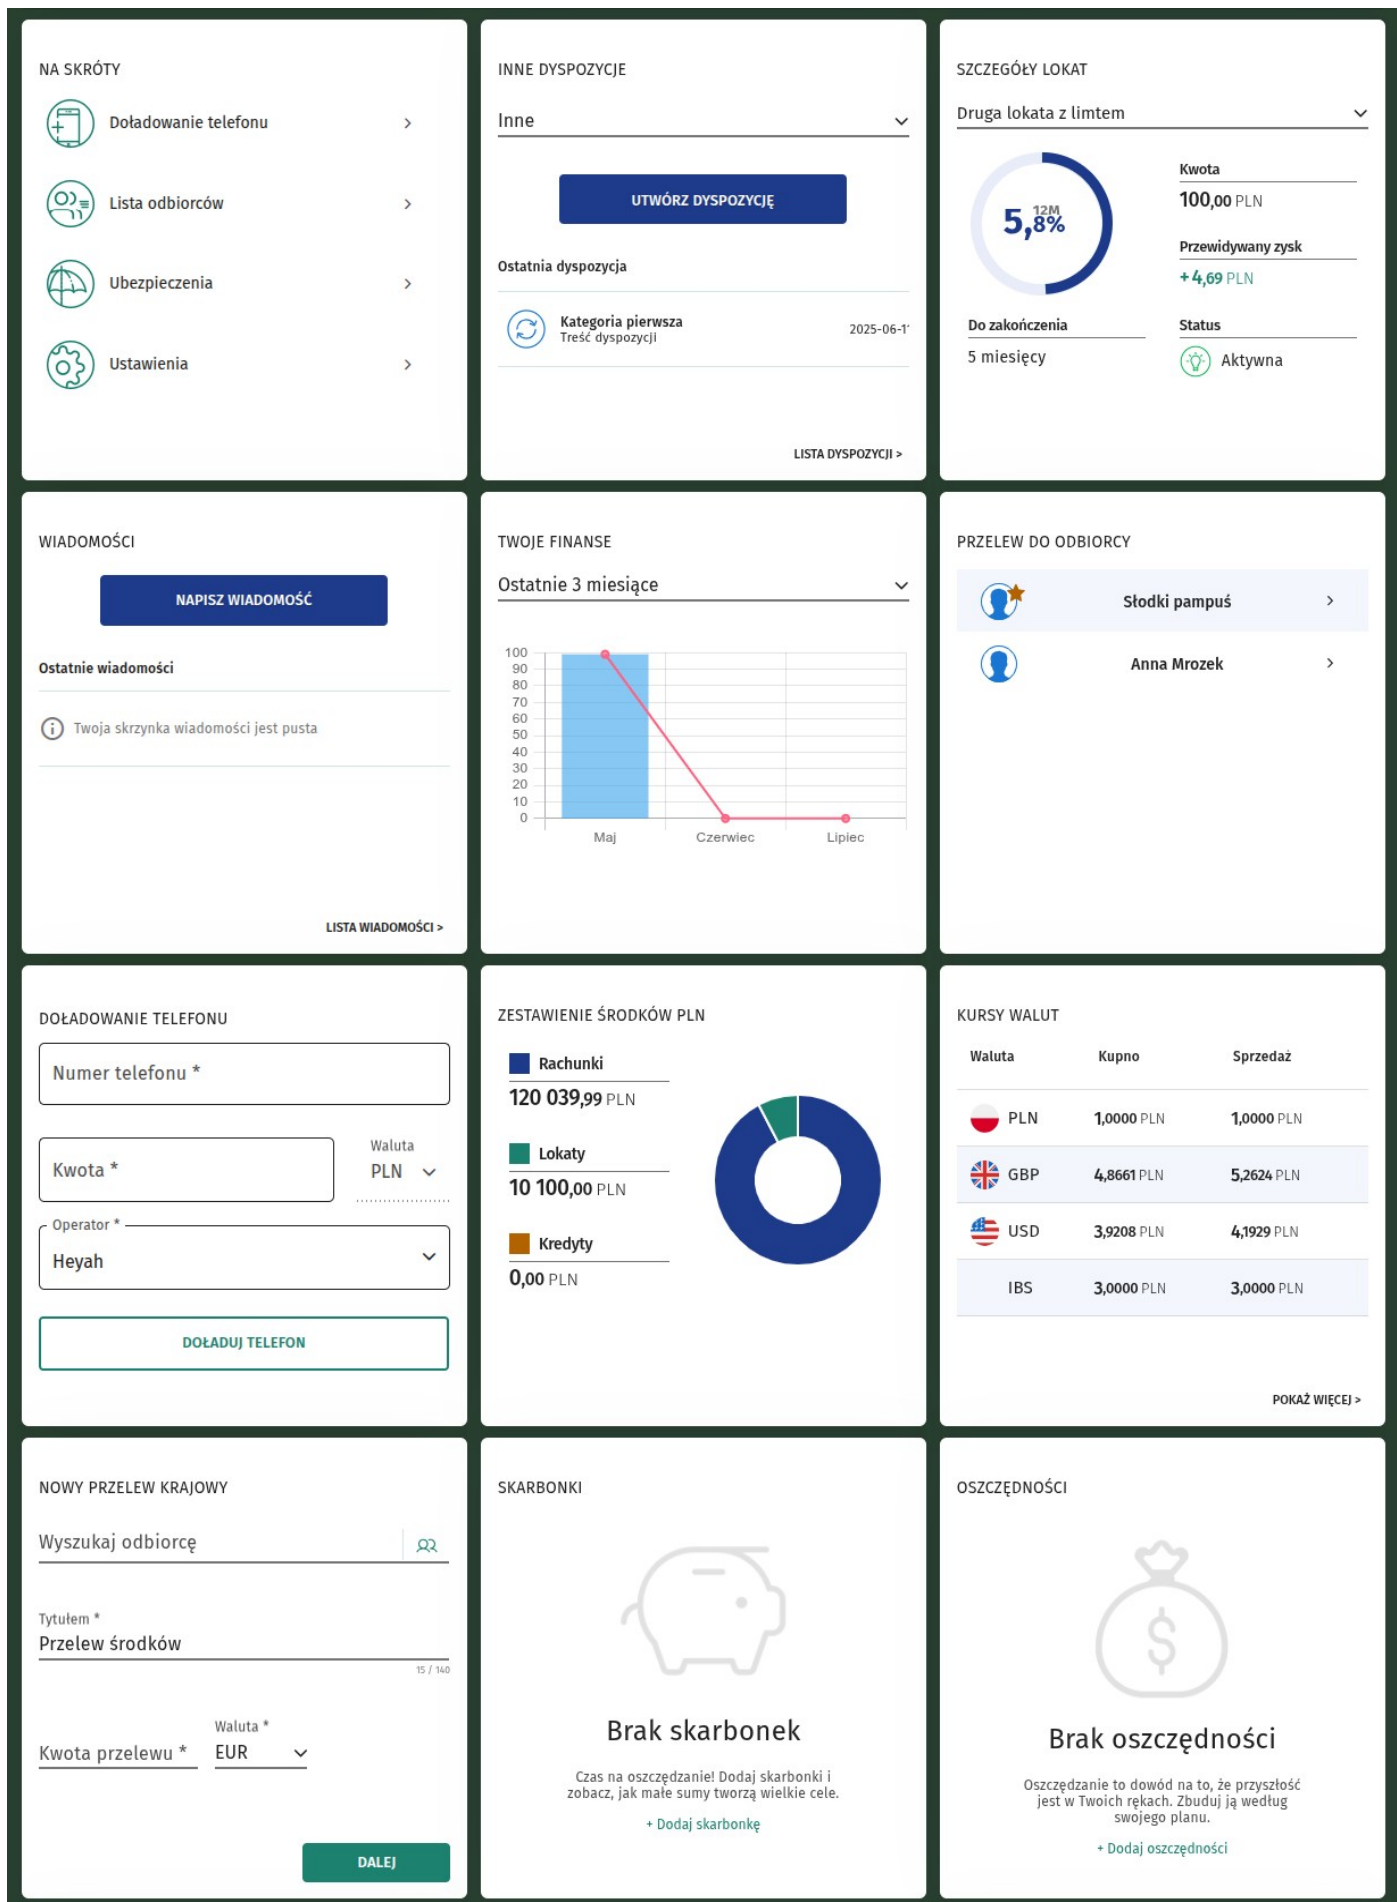 NA SKRÓTY
Doładowanie telefonu
Lista odbiorców
Ubezpieczenia
Ustawienia
INNE DYSPOZYCJE
Inne
UTWÓRZ DYSPOZYCJĘ
Ostatnia dyspozycja
Kategoria pierwsza
Treść dyspozycji
2025-06-1
LISTA DYSPOZYCJI >
SZCZEGÓŁY LOKAT
Druga lokata z limtem
12M
5,8%
Kwota
100,00 PLN
Przewidywany zysk
+4,69 PLN
Do zakończenia
5 miesięcy
Status
Aktywna
WIADOMOŚCI
NAPISZ WIADOMOŚĆ
Ostatnie wiadomości
Twoja skrzynka wiadomości jest pusta
LISTA WIADOMOŚCI >
TWOJE FINANSE
Ostatnie 3 miesiące
100
90
80
70
60
50
40
30
20
10
0
Maj Czerwiec Lipiec
PRZELEW DO ODBIORCY
Słodki pampuś
Anna Mrozek
DOŁADOWANIE TELEFONU
Numer telefonu *
Kwota *
Waluta
PLN
Operator *
Heyah
DOŁADUJ TELEFON
ZESTAWIENIE ŚRODKÓW PLN
Rachunki
120 039,99 PLN
Lokaty
10 100,00 PLN
Kredyty
0,00 PLN
KURSY WALUT
Waluta Kupno Sprzedaż
PLN 1,0000 PLN 1,0000 PLN
GBP 4,8661 PLN 5,2624 PLN
USD 3,9208 PLN 4,1929 PLN
IBS 3,0000 PLN 3,0000 PLN
POKAŻ WIĘCEJ >
NOWY PRZELEW KRAJOWY
Wyszukaj odbiorcę
Tytułem *
Przelew środków
15 / 140
Kwota przelewu *
Waluta *
EUR
DALEJ
SKARBONKI
Brak skarbonek
Czas na oszczędzanie! Dodaj skarbonki i
zobacz, jak małe sumy tworzą wielkie cele.
+ Dodaj skarbonkę
OSZCZĘDNOŚCI
$
Brak oszczędności
Oszczędzanie to dowód na to, że przyszłość
jest w Twoich rękach. Zbuduj ją według
swojego planu.
+ Dodaj oszczędności